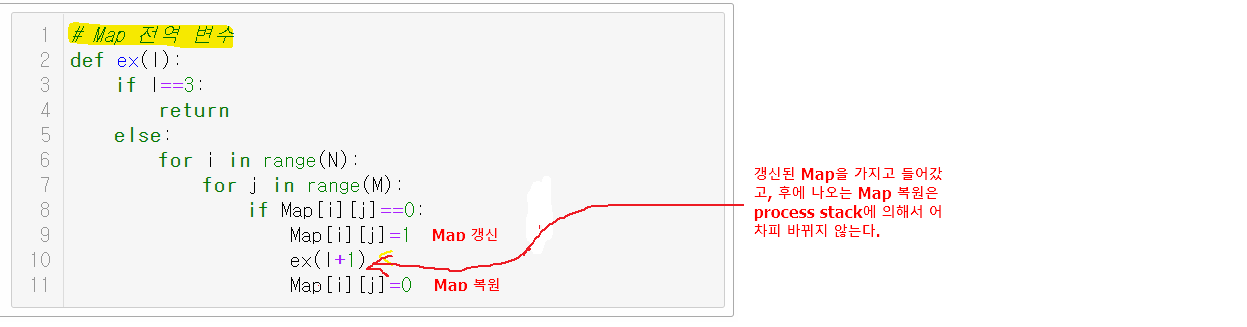 1 # Map 전역 변수
2 def ex(l):
3 if l==3:
4 return
5 else:
6 for i in range(N):
7 for j in range(M):
8 if Map[i][j]==0:
9 Map[i][j]=1 Map 갱신
10 ex(l+1)
11 Map[i][j]=0 Map 복원
갱신된 Map을 가지고 들어갔
고, 후에 나오는 Map 복원은
process stack에 의해서 어
차피 바뀌지 않는다.